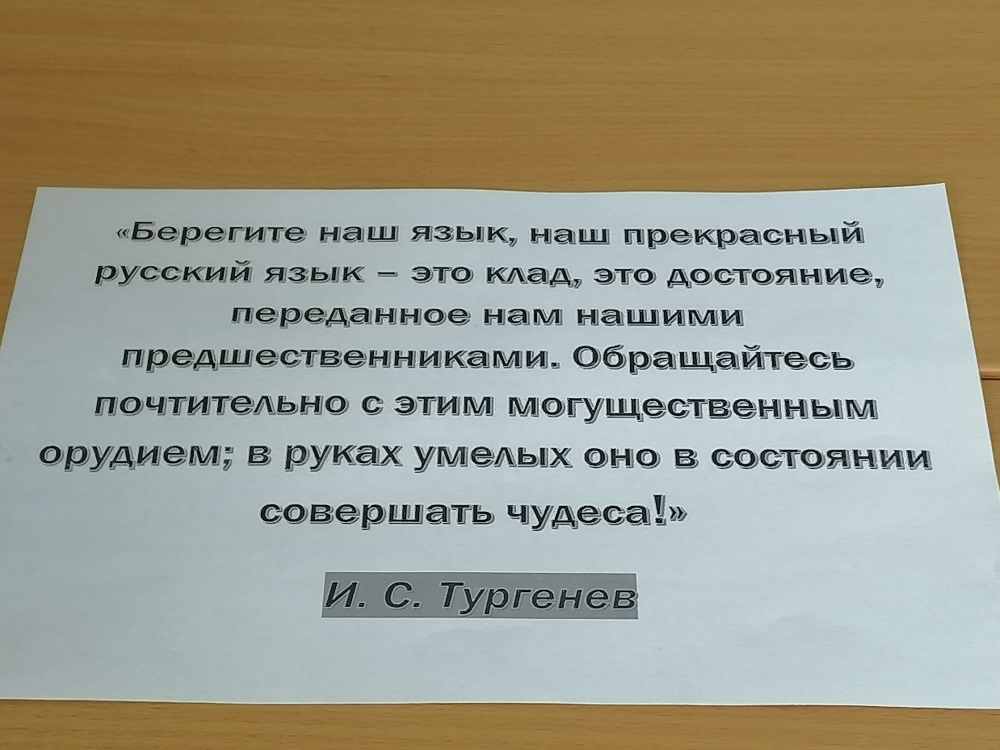 «Берегите наш язык, наш прекрасный
русский язык – это клад, это достояние,
переданное нам нашими
предшественниками. Обращайтесь
почтительно с этим могущественным
орудием; в руках умелых оно в состоянии
совершать чудеса!»
И. С. Тургенев